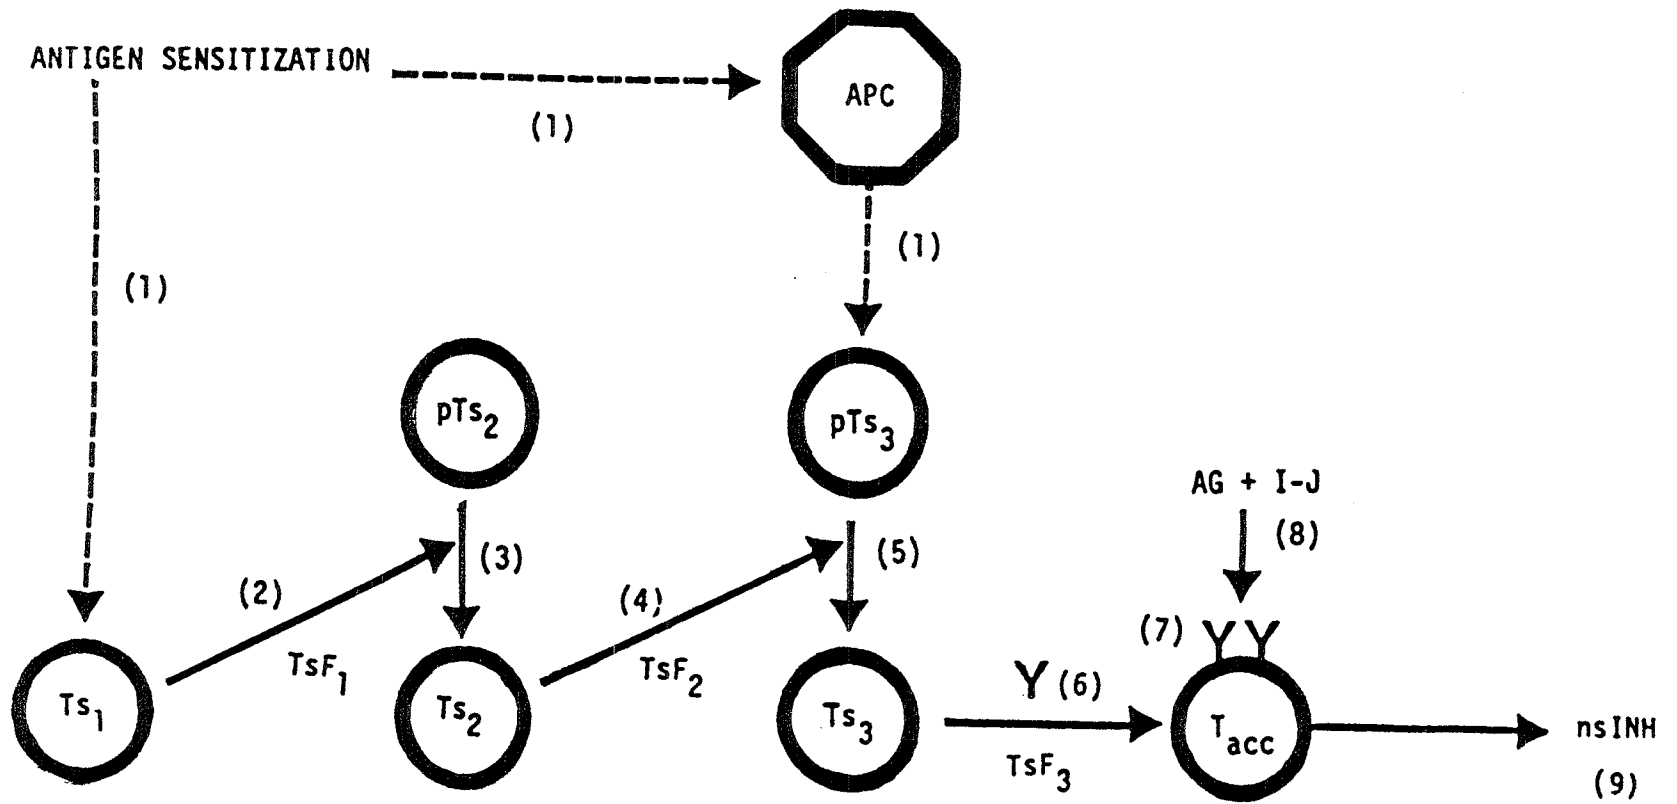 ANTIGEN SENSITIZATION
APC
(1)
(1)
(1)
pTs2
pTs3
AG + I-J
(8)
(3)
(5)
(2)
(4)
(7)
TsF1
TsF2
Y (6)
Ts1
Ts2
Ts3
Tacc
nsINH
TsF3
(9)